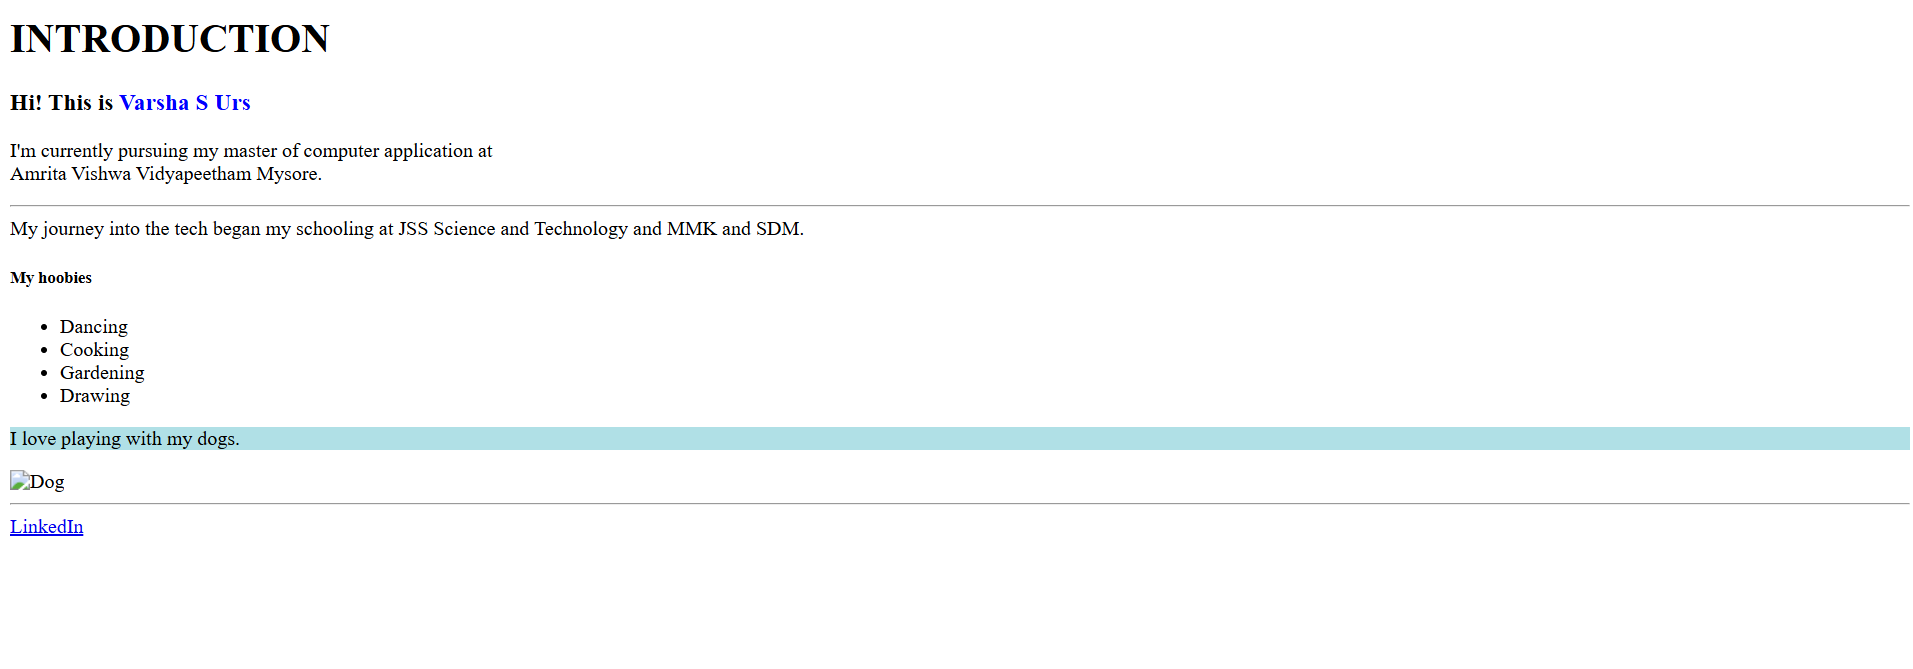 INTRODUCTION
Hi! This is Varsha S Urs
I'm currently pursuing my master of computer application at
Amrita Vishwa Vidyapeetham Mysore.
My journey into the tech began my schooling at JSS Science and Technology and MMK and SDM.
My hoobies
Dancing
Cooking
Gardening
Drawing
I love playing with my dogs.
Dog
LinkedIn